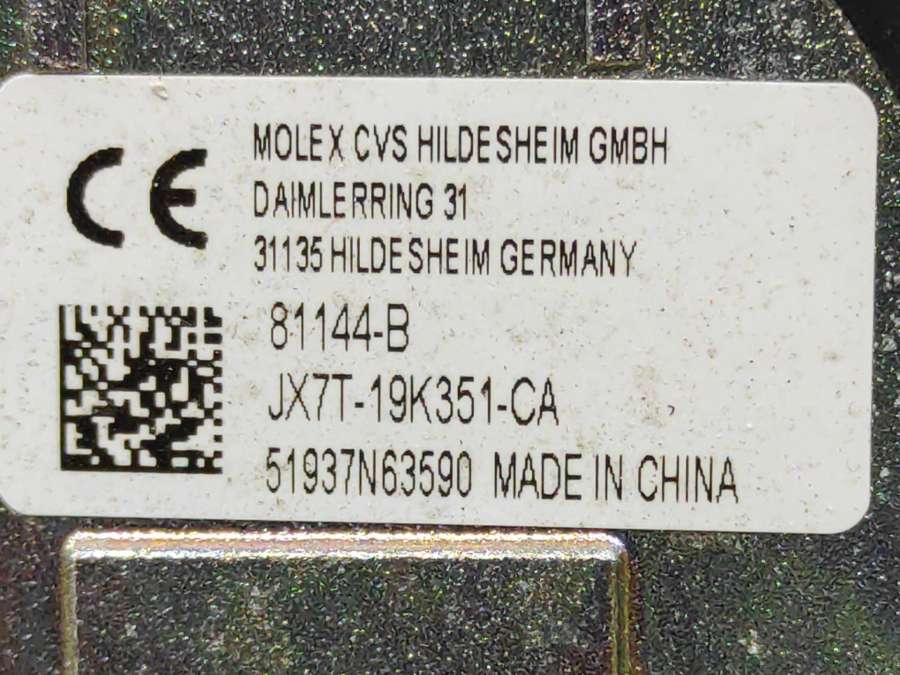 CE
MOLEX CVS HILDESHEIM GMBH
DAIMLERRING 31
31135 HILDESHEIM GERMANY
81144-B
JX7T-19K351-CA
51937N63590 MADE IN CHINA